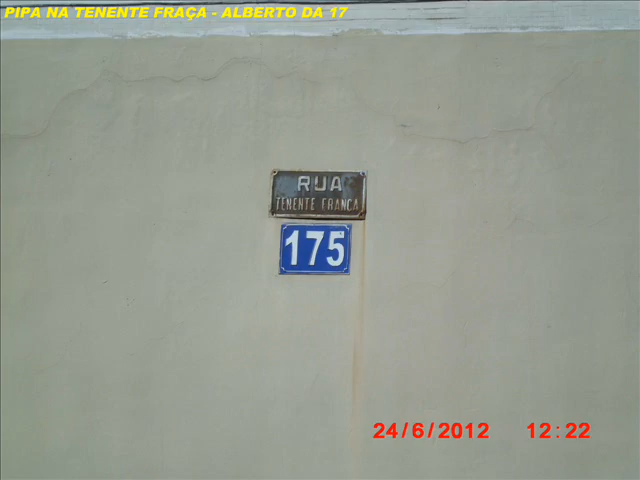 PIPA NA TENENTE FRAÇA - ALBERTO DA 17
RUA
TENENTE FRANÇA
175
24/6/2012 12:22